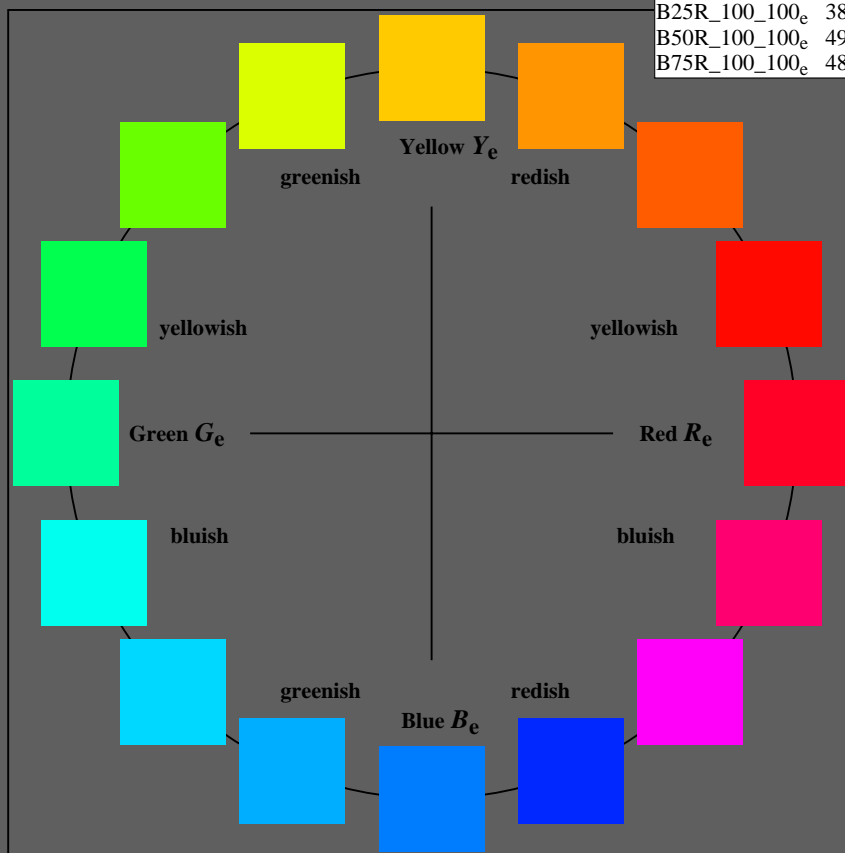 B25R_100_100e 38
B50R_100_100e 49
B75R_100_100e 48
Yellow Ye
greenish redish
yellowish yellowish
Green Ge Red Re
bluish bluish
greenish redish
Blue Be